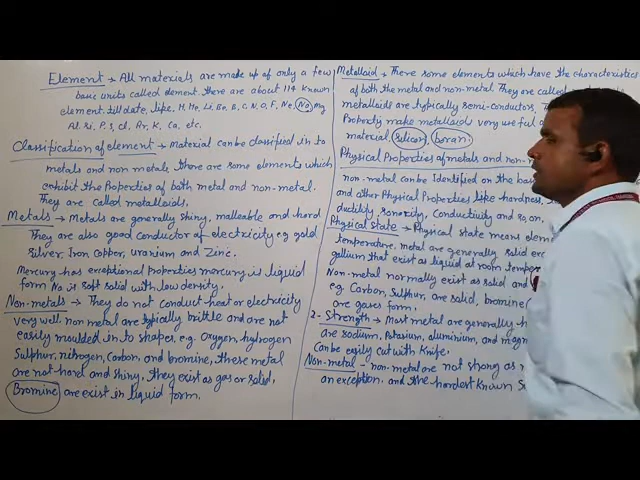 Element → All materials are make up of only a few
basic units called element. there are about 114 known
element till date, like. H, He, Li, Be, B, C, N, O, F, Ne, Na, mg
Al, Si, P, S, cl, Ar, K, Ca, etc.
Classification of element → Material can be classified in to
metals and non metals. there are some elements which
exhibit the Properties of both metal and non-metal.
They are called metalloids.
Metals → Metals are generally shiny, malleable and hard
They are also good conductor of electricity e.g gold
Silver, Iron Copper, uranium and Zinc.
Mercury has exceptional properties mercury is liquid
form Na is soft solid with low density.
Non-metals → They do not conduct heat or electricity
very well. non metal are typically brittle and are not
easily moulded in to shapes. e.g. Oxygen, hydrogen
Sulphur, nitrogen, Carbon, and bromine, These metal
are not hard and shiny. They exist as gas or solid,
Bromine are exist in liquid form.
Metalloid → There some elements which have the characteristics
of both the metal and non-metal. They are called
metalloids are typically semi-conductors.
Property make metalloids very useful
material. silicon, boran.
Physical Properties of metals and non-
non-metal can be Identified on the
and other Physical Properties like hardness,
ductility sonority, Conductivity and so, on,
Physical State → Physical state means
temperature. metal are generally solid
gallium that exist as liquid at room
Non metal normally exist as solid and
e.g Carbon, Sulphur, are solid, bromine
are gases form.
2- Strength → Most metal are generally
are sodium, Potasium, aluminium, and
Can be easily cut with Knife.
Non-metal - non-metal are not strong as
an exception. and the hardest Known